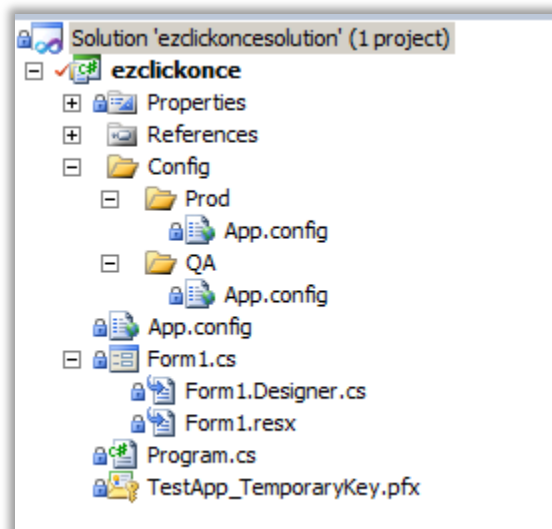 Solution 'ezclickoncesolution' (1 project)
ezclickonce
Properties
References
Config
Prod
App.config
QA
App.config
App.config
Form1.cs
Form1.Designer.cs
Form1.resx
Program.cs
TestApp_TemporaryKey.pfx